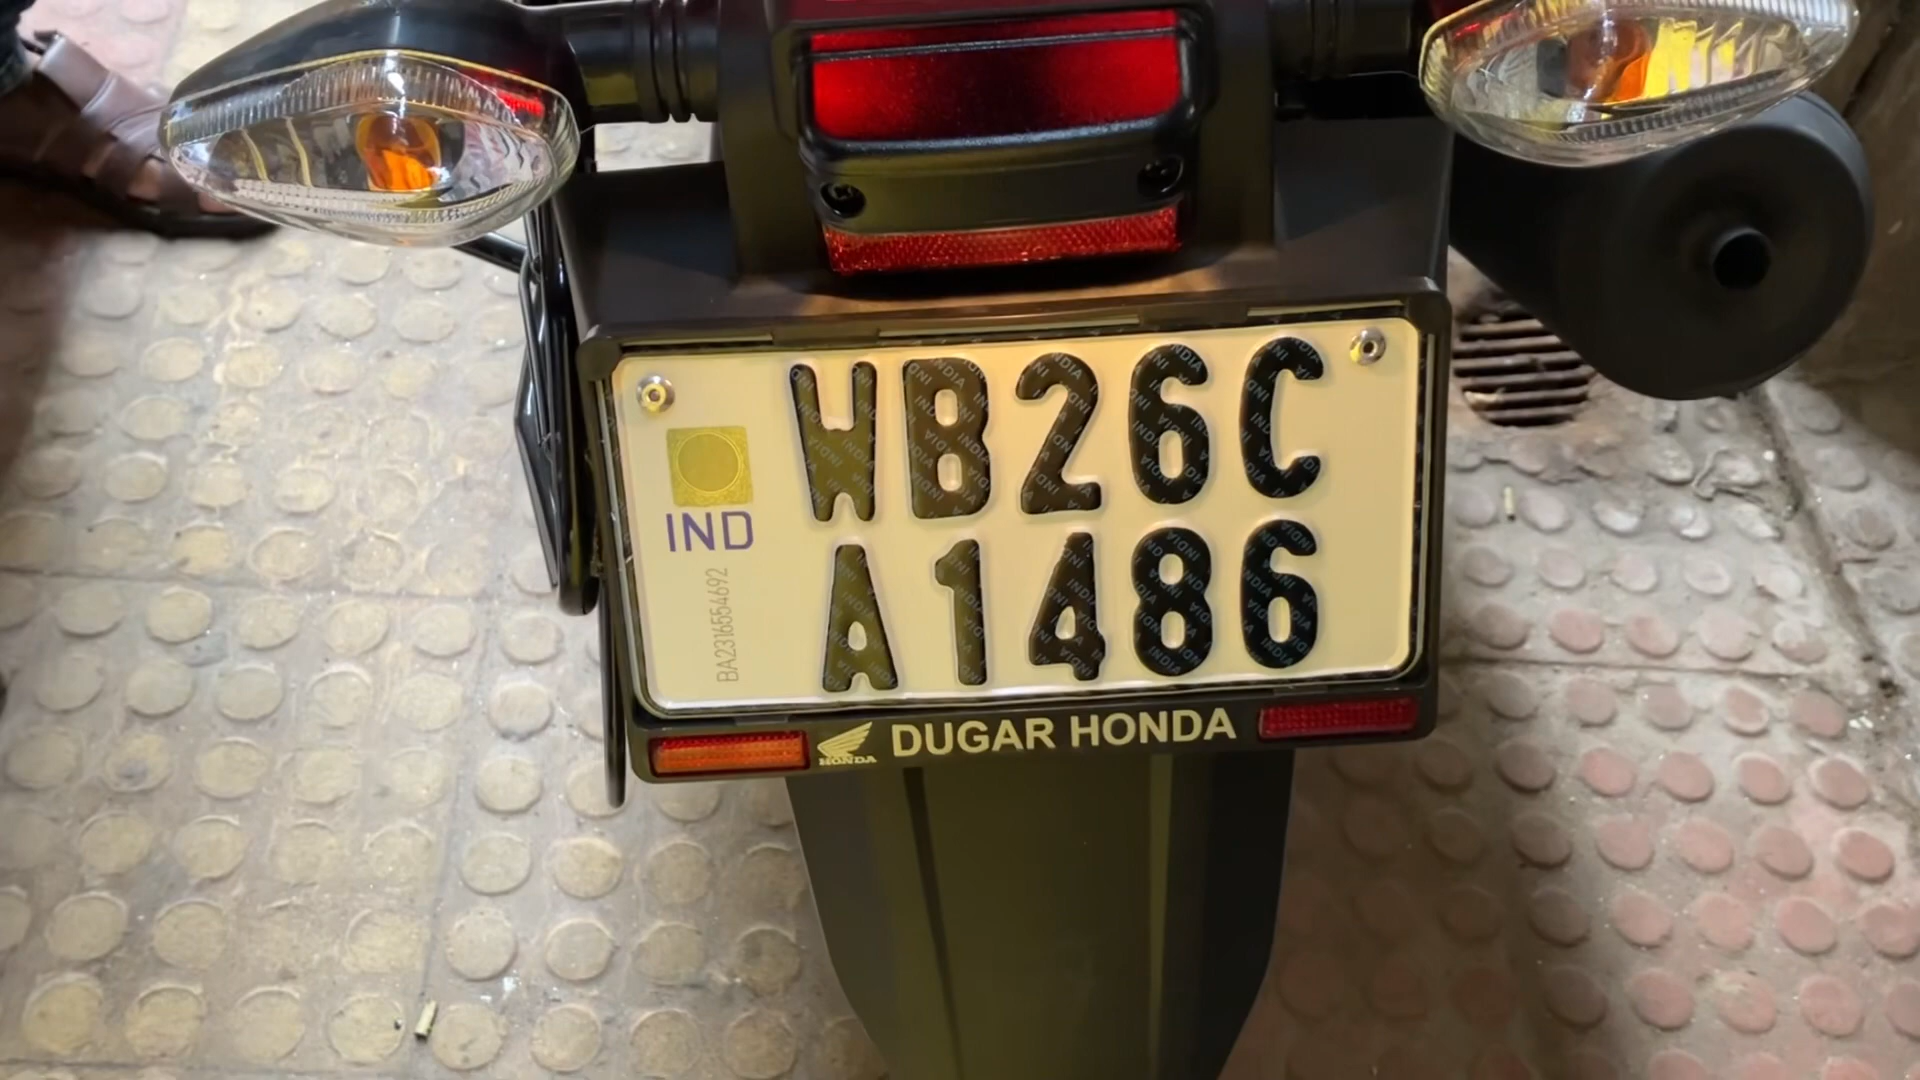 WB26C
A1486
IND
BA2316554692
HONDA
DUGAR HONDA